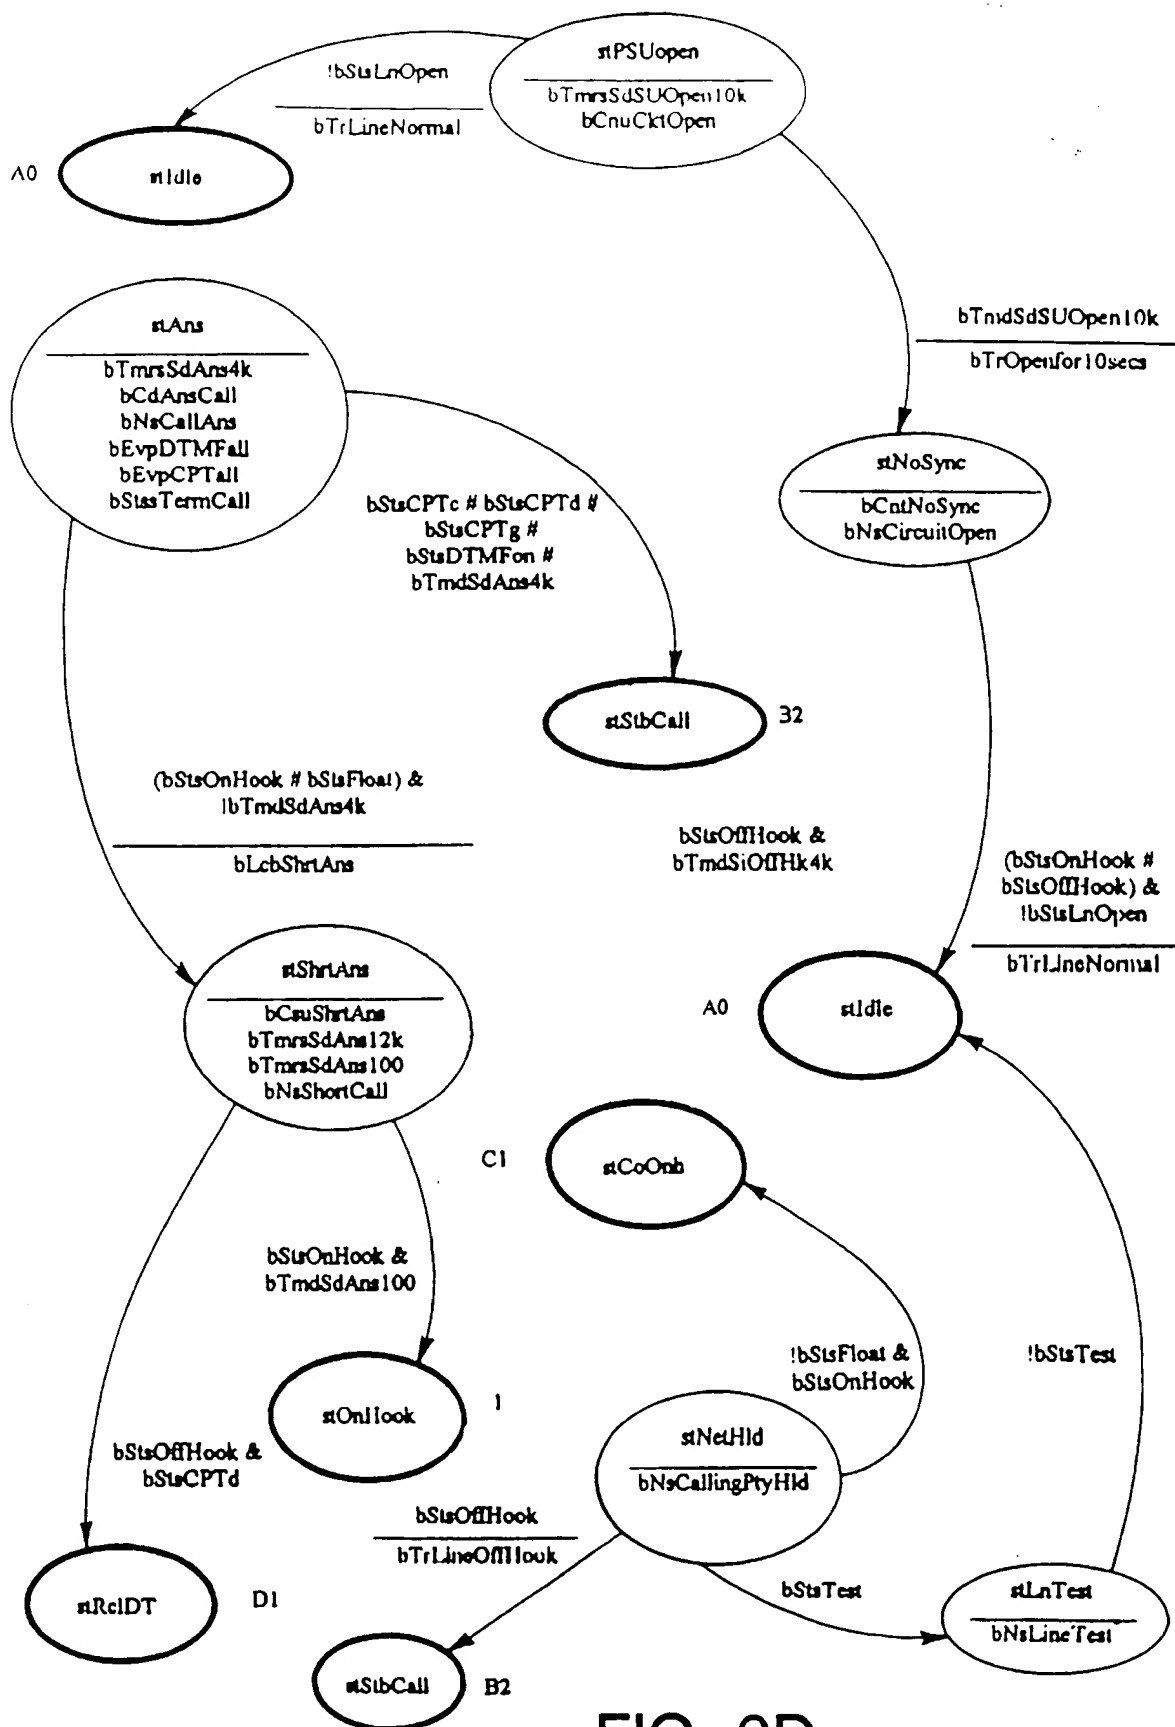 stPSUopen
bTmrsSdSUOpen10k
bCnuCktOpen
!bStsLnOpen
bTrLineNormal
A0
stIdle
stAns
bTmrsSdAns4k
bCdAnsCall
bNsCallAns
bEvpDTMFall
bEvpCPTall
bStssTermCall
bTmdSdSUOpen10k
bTrOpenfor10secs
stNoSync
bCntNoSync
bNsCircuitOpen
bStsCPTc # bStsCPTd #
bStsCPTg #
bStsDTMFon #
bTmdSdAns4k
stStbCall
B2
(bStsOnHook # bStsFloat) &
!bTmdSdAns4k
bLcbShrtAns
bStsOffHook &
bTmdSiOffHk4k
(bStsOnHook #
bStsOffHook) &
!bStsLnOpen
bTrLineNormal
stShrtAns
bCsuShrtAns
bTmrsSdAns12k
bTmrsSdAns100
bNsShortCall
A0
stIdle
C1
stCoOnh
bStsOnHook &
bTmdSdAns100
!bStsFloat &
bStsOnHook
!bStsTest
stOnHook
1
stNetHld
bNsCallingPtyHld
bStsOffHook &
bStsCPTd
bStsOffHook
bTrLineOffHook
stRclDT
D1
bStsTest
stLnTest
bNsLineTest
stStbCall
B2